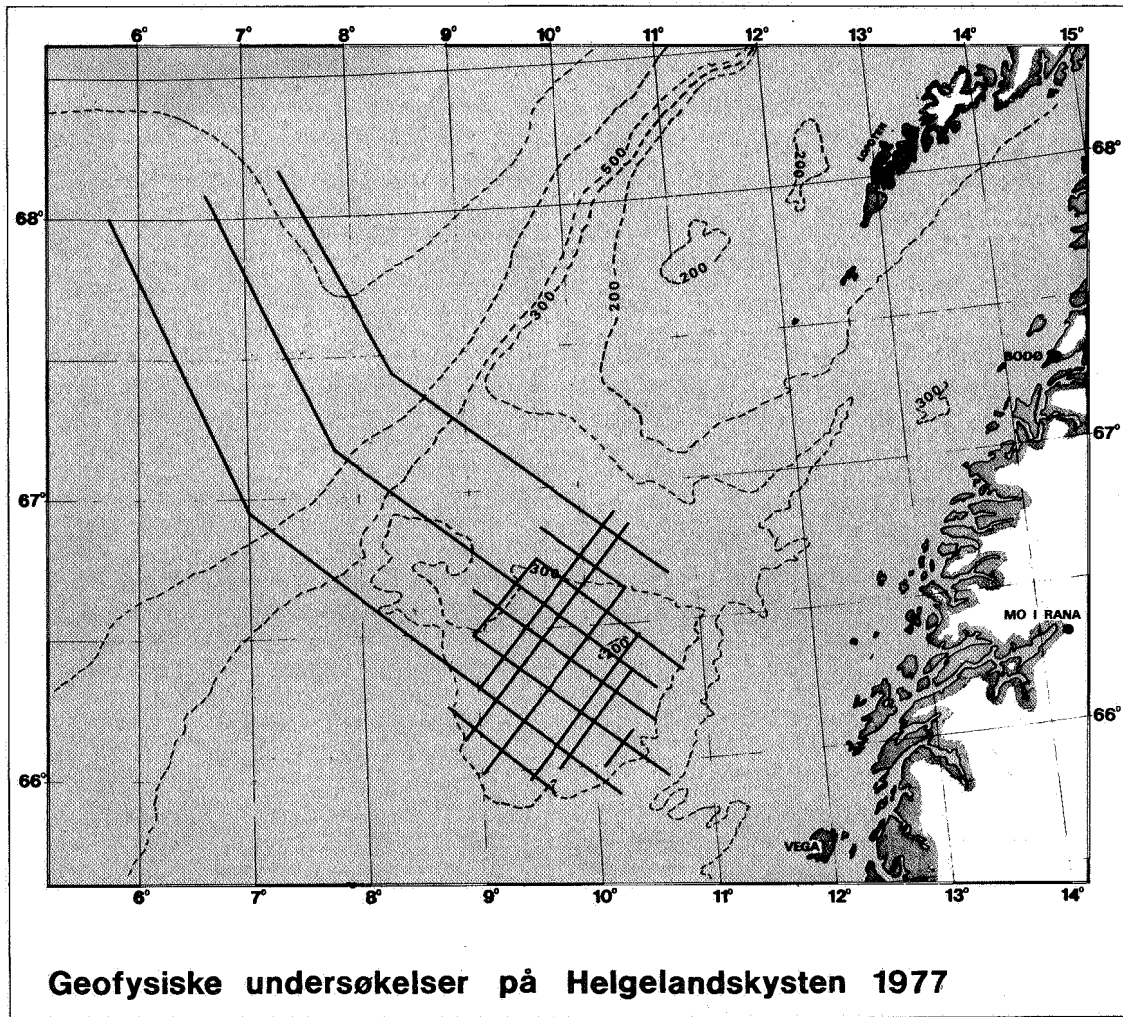 6° 7° 8° 9° 10° 11° 12° 13° 14° 15°
LOFOTEN
68°
68°
500
200
200
300
200
BODØ
300
67°
67°
300
MO I RANA
200
66°
66°
VEGA
6° 7° 8° 9° 10° 11° 12° 13° 14°
Geofysiske undersøkelser på Helgelandskysten 1977